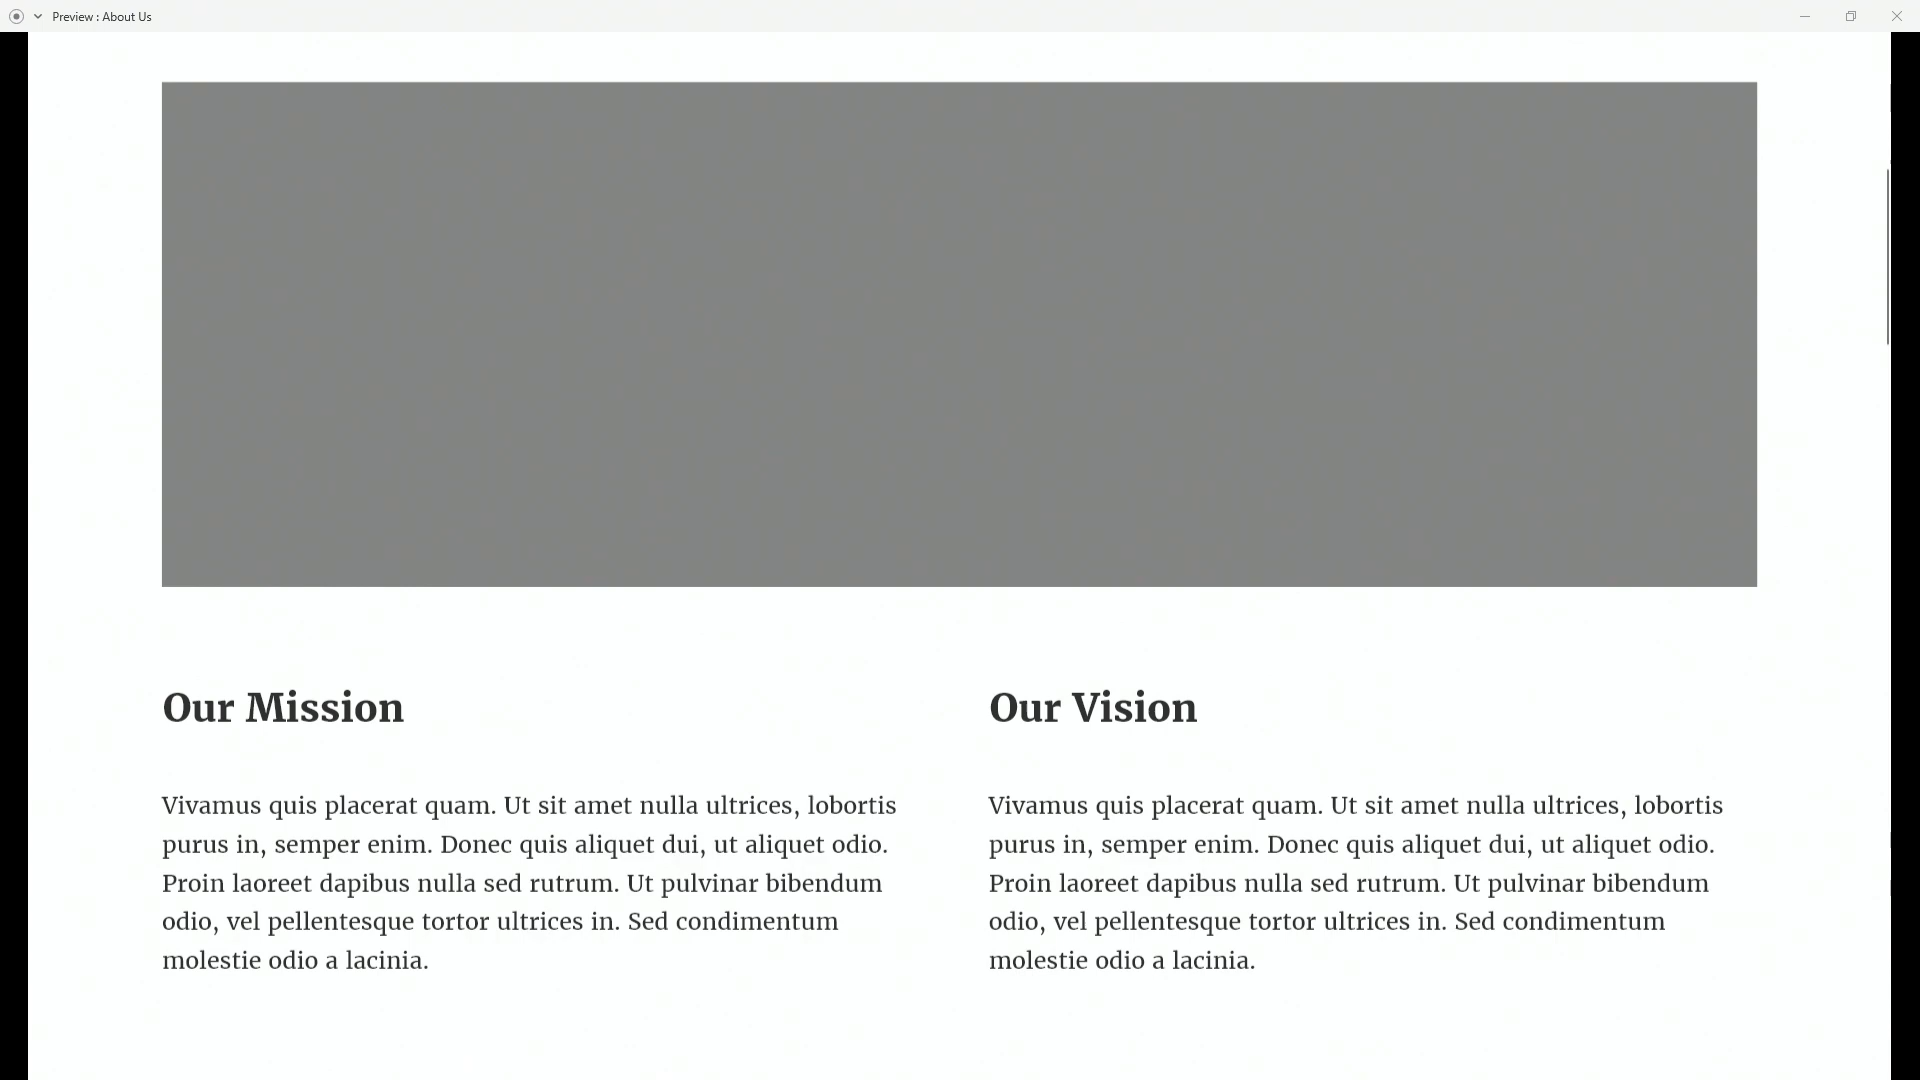 Preview : About Us
Our Mission
Vivamus quis placerat quam. Ut sit amet nulla ultrices, lobortis
purus in, semper enim. Donec quis aliquet dui, ut aliquet odio.
Proin laoreet dapibus nulla sed rutrum. Ut pulvinar bibendum
odio, vel pellentesque tortor ultrices in. Sed condimentum
molestie odio a lacinia.
Our Vision
Vivamus quis placerat quam. Ut sit amet nulla ultrices, lobortis
purus in, semper enim. Donec quis aliquet dui, ut aliquet odio.
Proin laoreet dapibus nulla sed rutrum. Ut pulvinar bibendum
odio, vel pellentesque tortor ultrices in. Sed condimentum
molestie odio a lacinia.